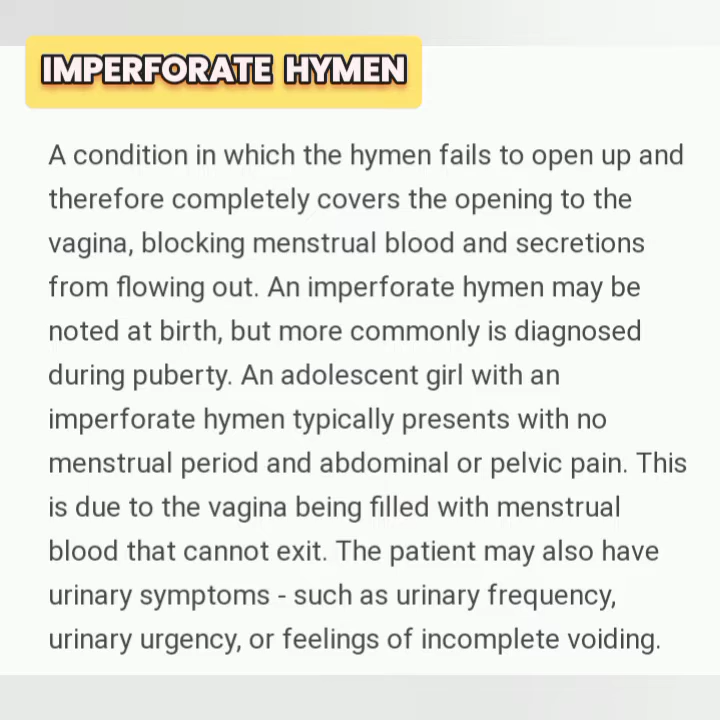 IMPERFORATE HYMEN
A condition in which the hymen fails to open up and
therefore completely covers the opening to the
vagina, blocking menstrual blood and secretions
from flowing out. An imperforate hymen may be
noted at birth, but more commonly is diagnosed
during puberty. An adolescent girl with an
imperforate hymen typically presents with no
menstrual period and abdominal or pelvic pain. This
is due to the vagina being filled with menstrual
blood that cannot exit. The patient may also have
urinary symptoms - such as urinary frequency,
urinary urgency, or feelings of incomplete voiding.